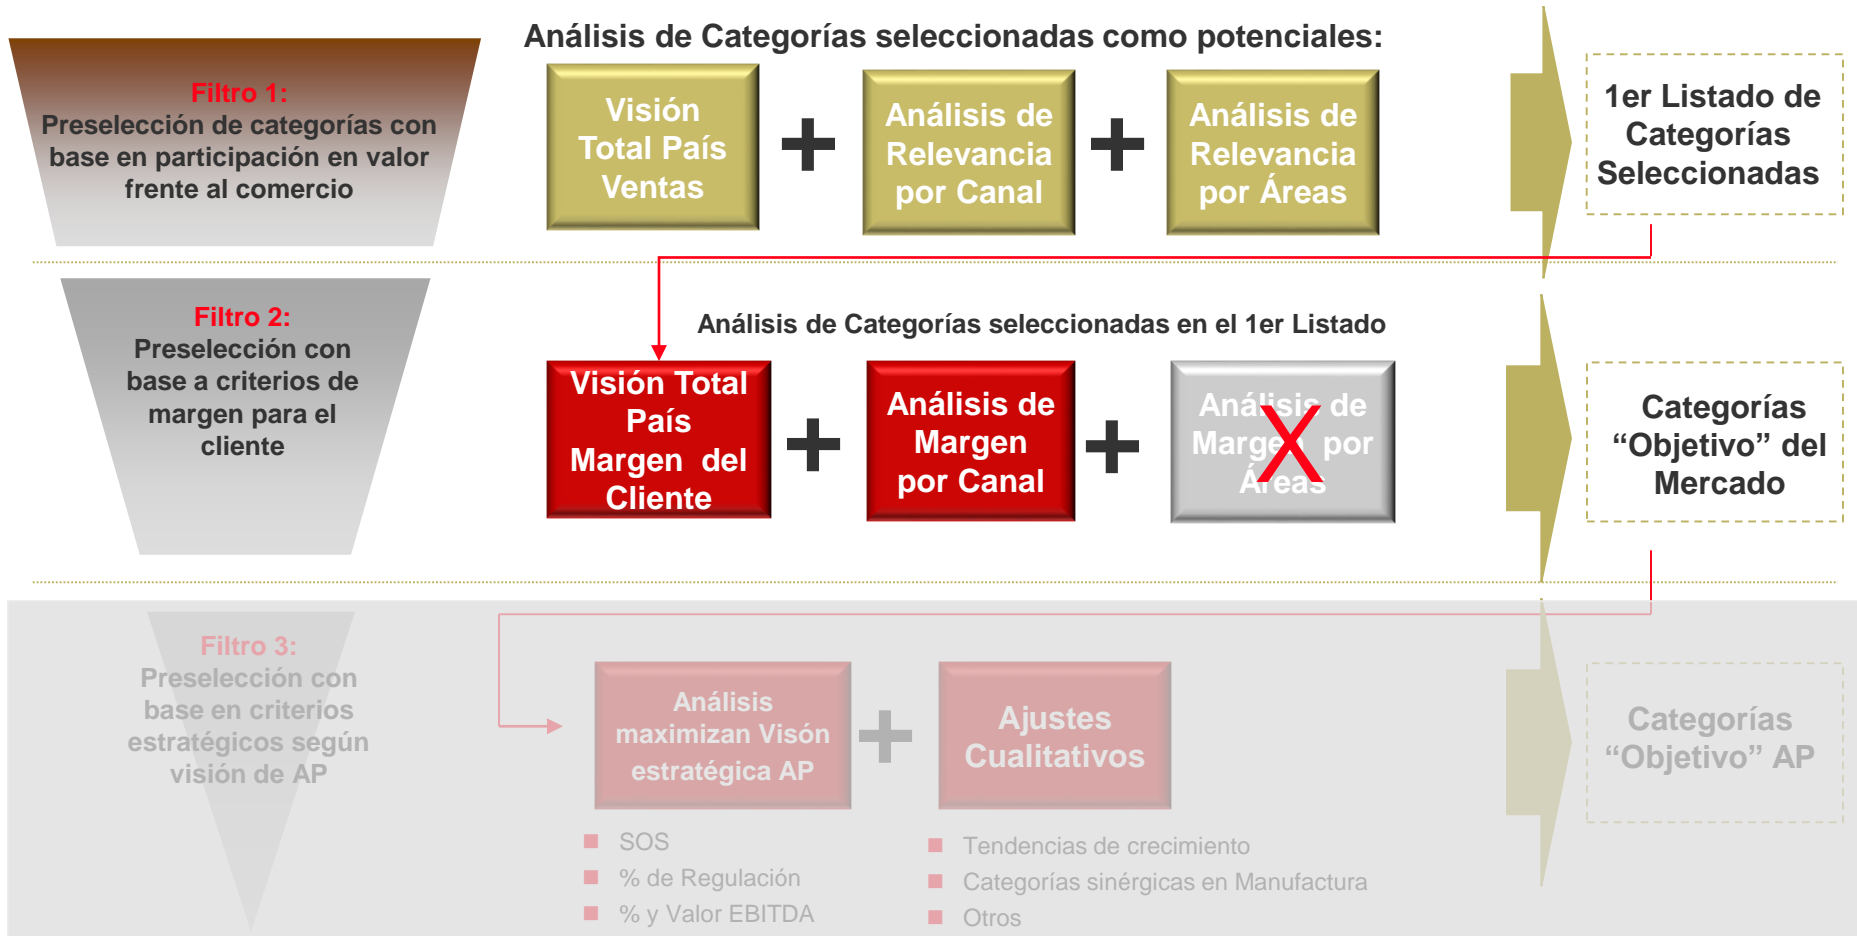 Análisis de Categorías seleccionadas como potenciales:
Filtro 1:
Preselección de categorías con
base en participación en valor
frente al comercio
Visión
Total País
Ventas
+
Análisis de
Relevancia
por Canal
+
Análisis de
Relevancia
por Áreas
1er Listado de
Categorías
Seleccionadas
Filtro 2:
Preselección con
base a criterios de
margen para el
cliente
Análisis de Categorías seleccionadas en el 1er Listado
Visión Total
País
Margen del
Cliente
+
Análisis de
Margen
por Canal
+
Análisis de
Margen por
Áreas
X
Categorías
“Objetivo” del
Mercado
Filtro 3:
Preselección con
base en criterios
estratégicos según
visión de AP
Análisis
maximizan Visón
estratégica AP
+
Ajustes
Cualitativos
Categorías
“Objetivo” AP
SOS
% de Regulación
% y Valor EBITDA
Tendencias de crecimiento
Categorías sinérgicas en Manufactura
Otros